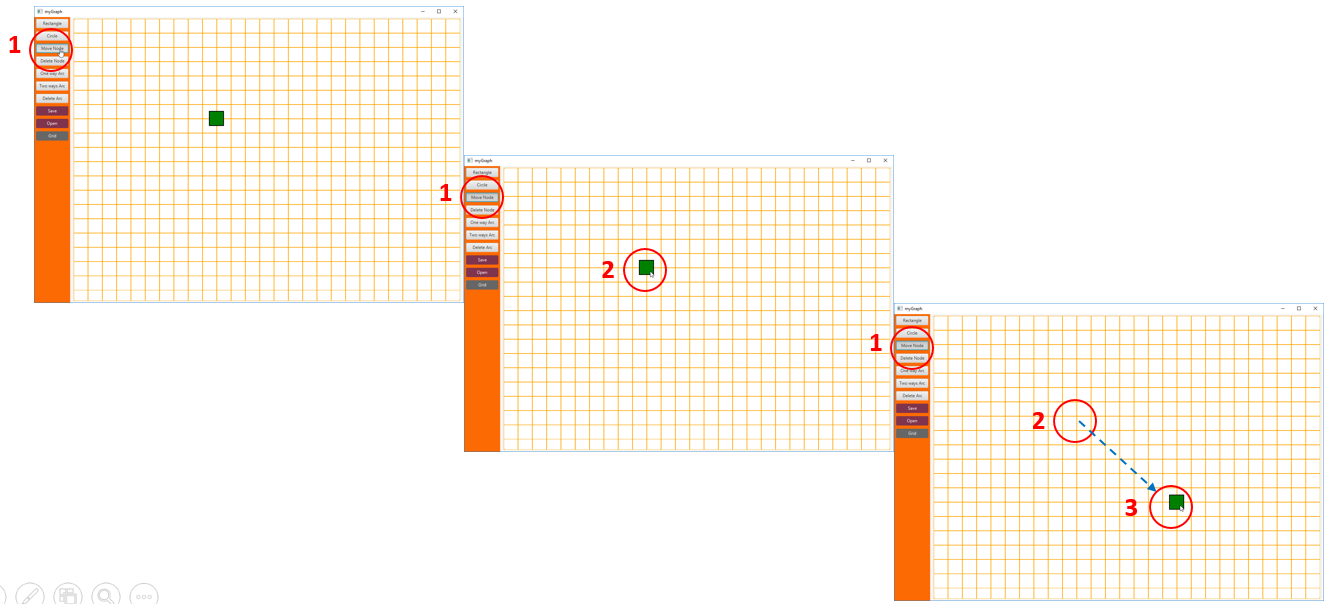 myGraph
Rectangle
Circle
1
Move Node
Delete Node
One way Arc
Two ways Arc
Delete Arc
Save
Open
Grid
myGraph
Rectangle
Circle
1
Move Node
Delete Node
One way Arc
Two ways Arc
Delete Arc
Save
2
Open
Grid
myGraph
Rectangle
Circle
1
Move Node
Delete Node
One way Arc
Two ways Arc
Delete Arc
Save
2
Open
Grid
3